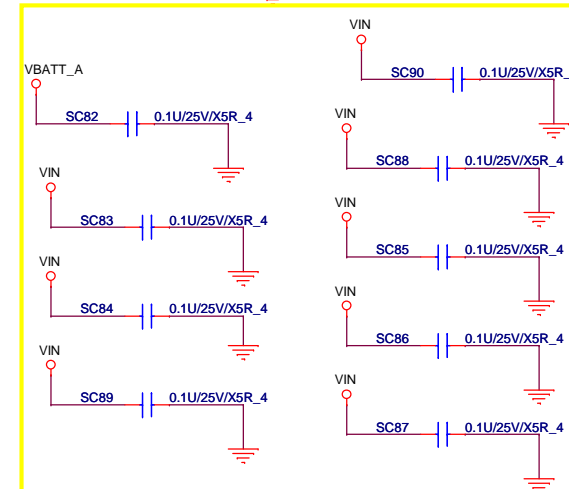 VBATT_A
SC82 0.1U/25V/X5R_4
VIN
SC83 0.1U/25V/X5R_4
VIN
SC84 0.1U/25V/X5R_4
VIN
SC89 0.1U/25V/X5R_4
VIN
SC90 0.1U/25V/X5R_
VIN
SC88 0.1U/25V/X5R_4
VIN
SC85 0.1U/25V/X5R_4
VIN
SC86 0.1U/25V/X5R_4
VIN
SC87 0.1U/25V/X5R_4